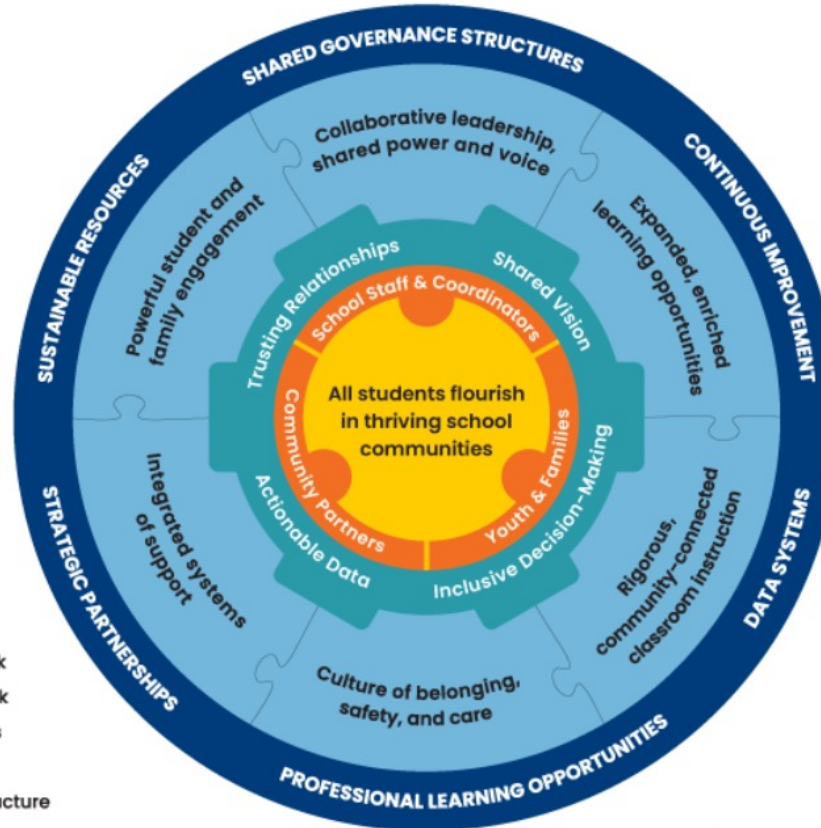 SHARED GOVERNANCE STRUCTURES
CONTINUOUS IMPROVEMENT
DATA SYSTEMS
PROFESSIONAL LEARNING OPPORTUNITIES
STRATEGIC PARTNERSHIPS
SUSTAINABLE RESOURCES
Collaborative leadership,
shared power and voice
Expanded, enriched
learning opportunities
Rigorous,
community-connected
classroom instruction
Culture of belonging,
safety, and care
Integrated systems
of support
Powerful student and
family engagement
Trusting Relationships
Shared Vision
Inclusive Decision-Making
Actionable Data
School Staff & Coordinators
Youth & Families
Community Partners
All students flourish
in thriving school
communities